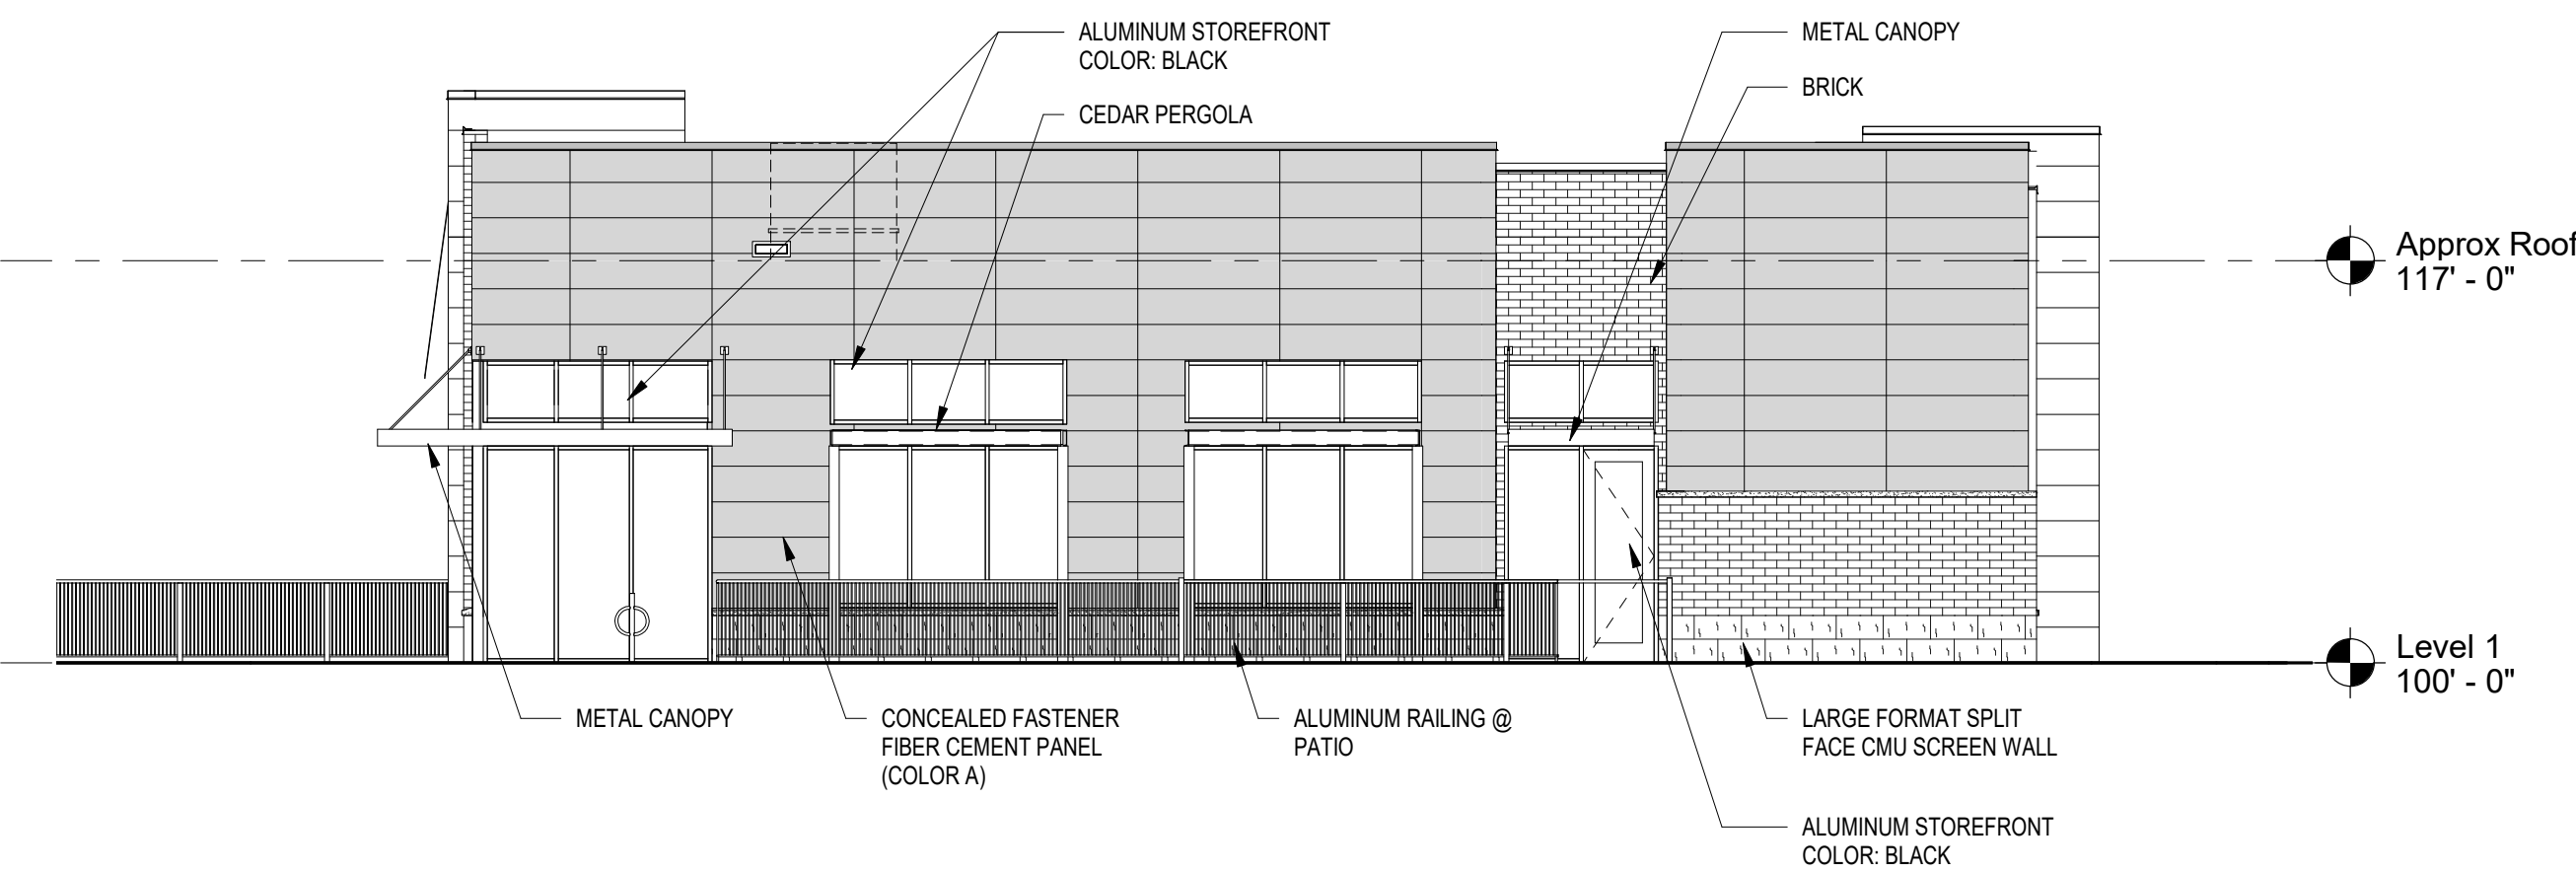 ALUMINUM STOREFRONT
COLOR: BLACK
METAL CANOPY
BRICK
CEDAR PERGOLA
Approx Roof
117' - 0"
Level 1
100' - 0"
METAL CANOPY
CONCEALED FASTENER
FIBER CEMENT PANEL
(COLOR A)
ALUMINUM RAILING @
PATIO
LARGE FORMAT SPLIT
FACE CMU SCREEN WALL
ALUMINUM STOREFRONT
COLOR: BLACK